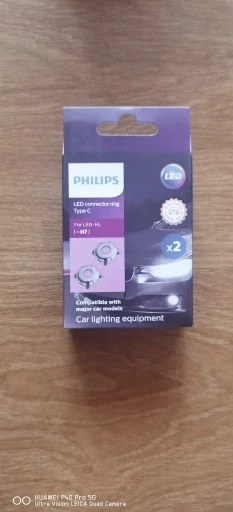 PHILIPS
LED
LED connector ring
Type C
For LED-HL
[~H7]
x2
Compatible with
major car models
Car lighting equipment
HUAWEI P40 Pro 5G
Ultra Vision LEICA Quad Camera